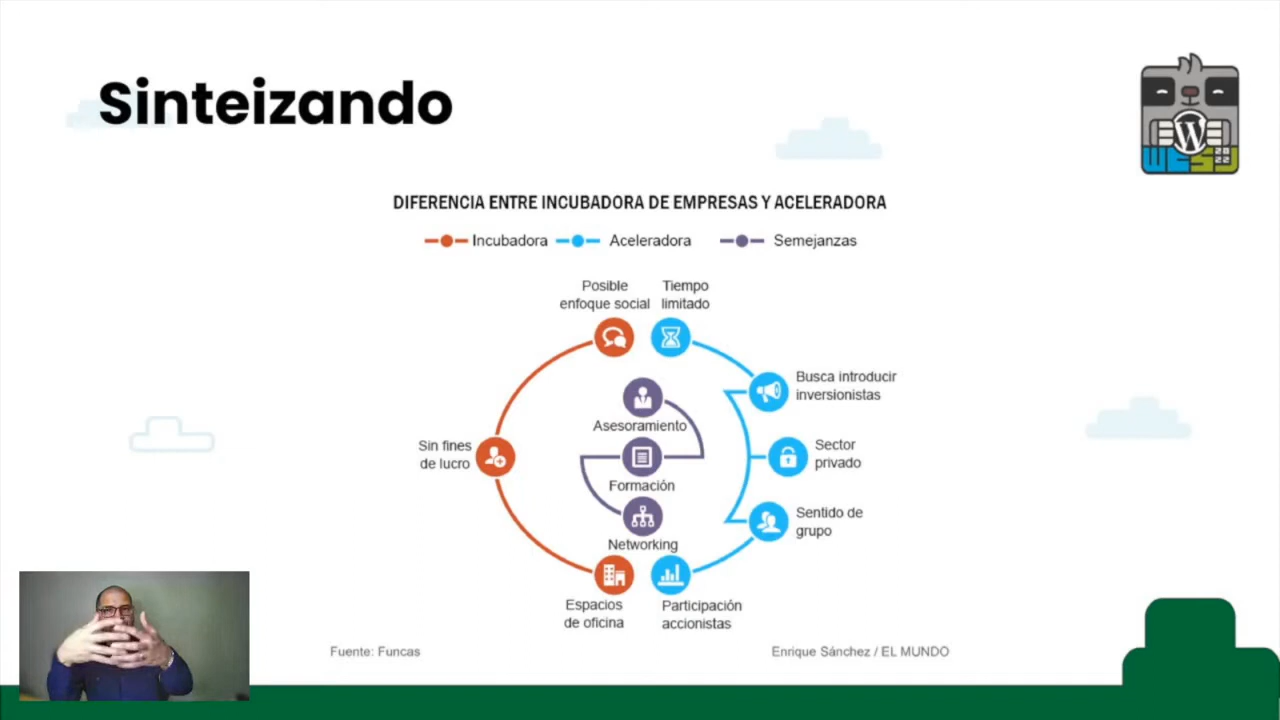 Sinteizando
DIFERENCIA ENTRE INCUBADORA DE EMPRESAS Y ACELERADORA
Incubadora Aceleradora Semejanzas
Posible
enfoque social
Tiempo
limitado
Busca introducir
inversionistas
Asesoramiento
Sin fines
de lucro
Sector
privado
Formación
Sentido de
grupo
Networking
Espacios
de oficina
Participación
accionistas
Fuente: Funcas
Enrique Sánchez / EL MUNDO